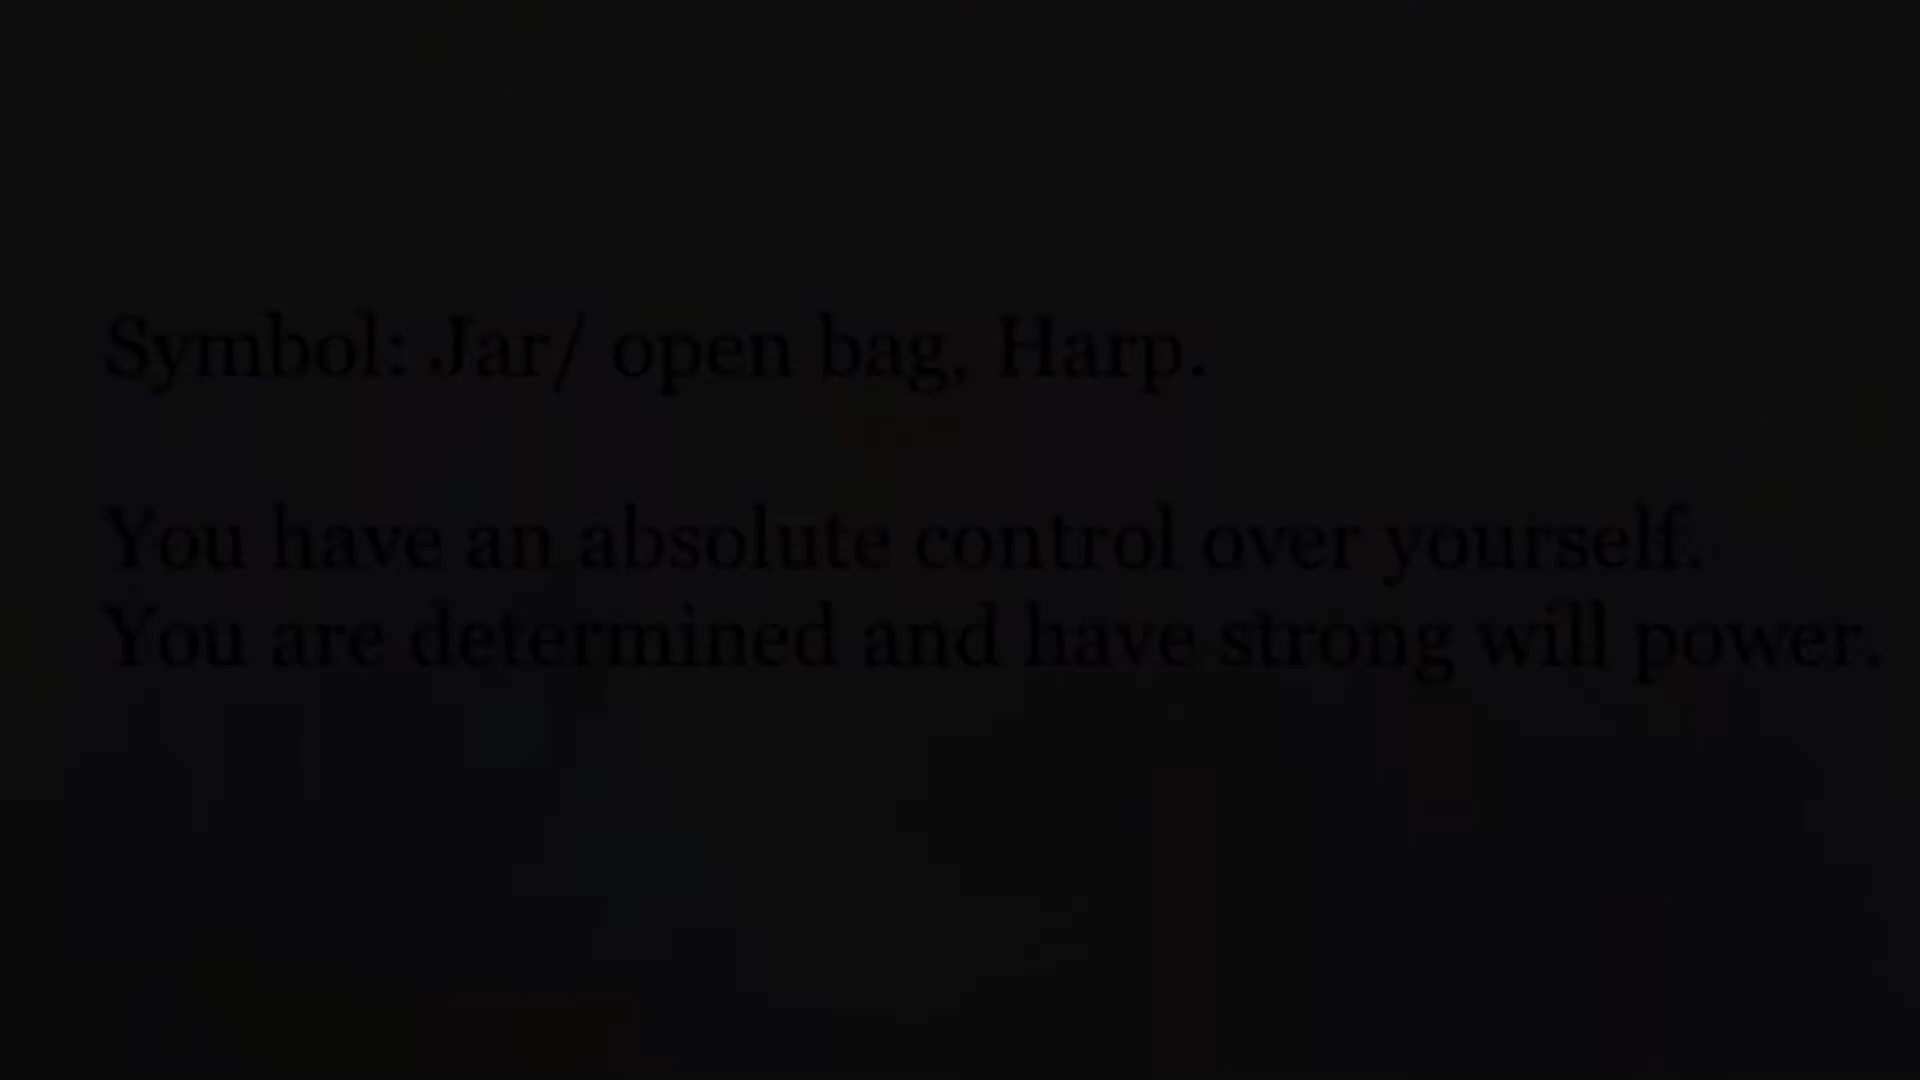 Symbol: Jar/ open bag, Harp.
You have an absolute control over yourself.
You are determined and have strong will power.